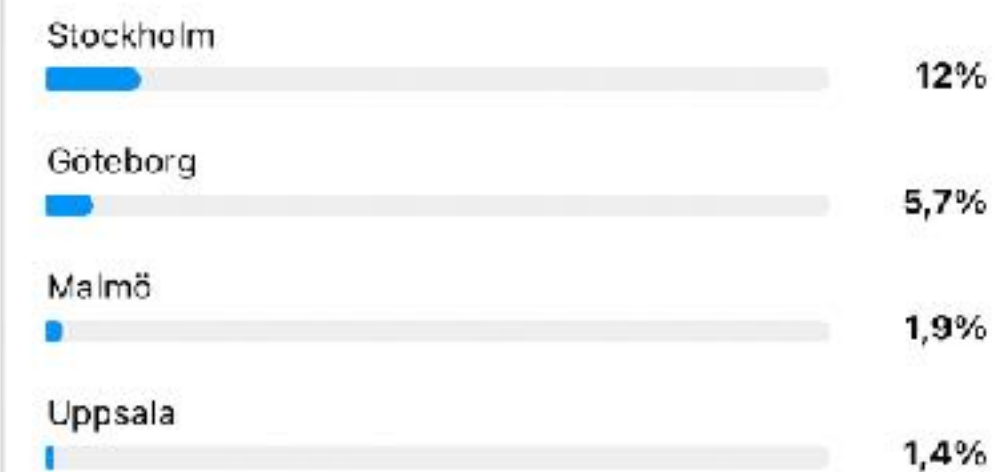 Stockholm
12%
Göteborg
5,7%
Malmö
1,9%
Uppsala
1,4%